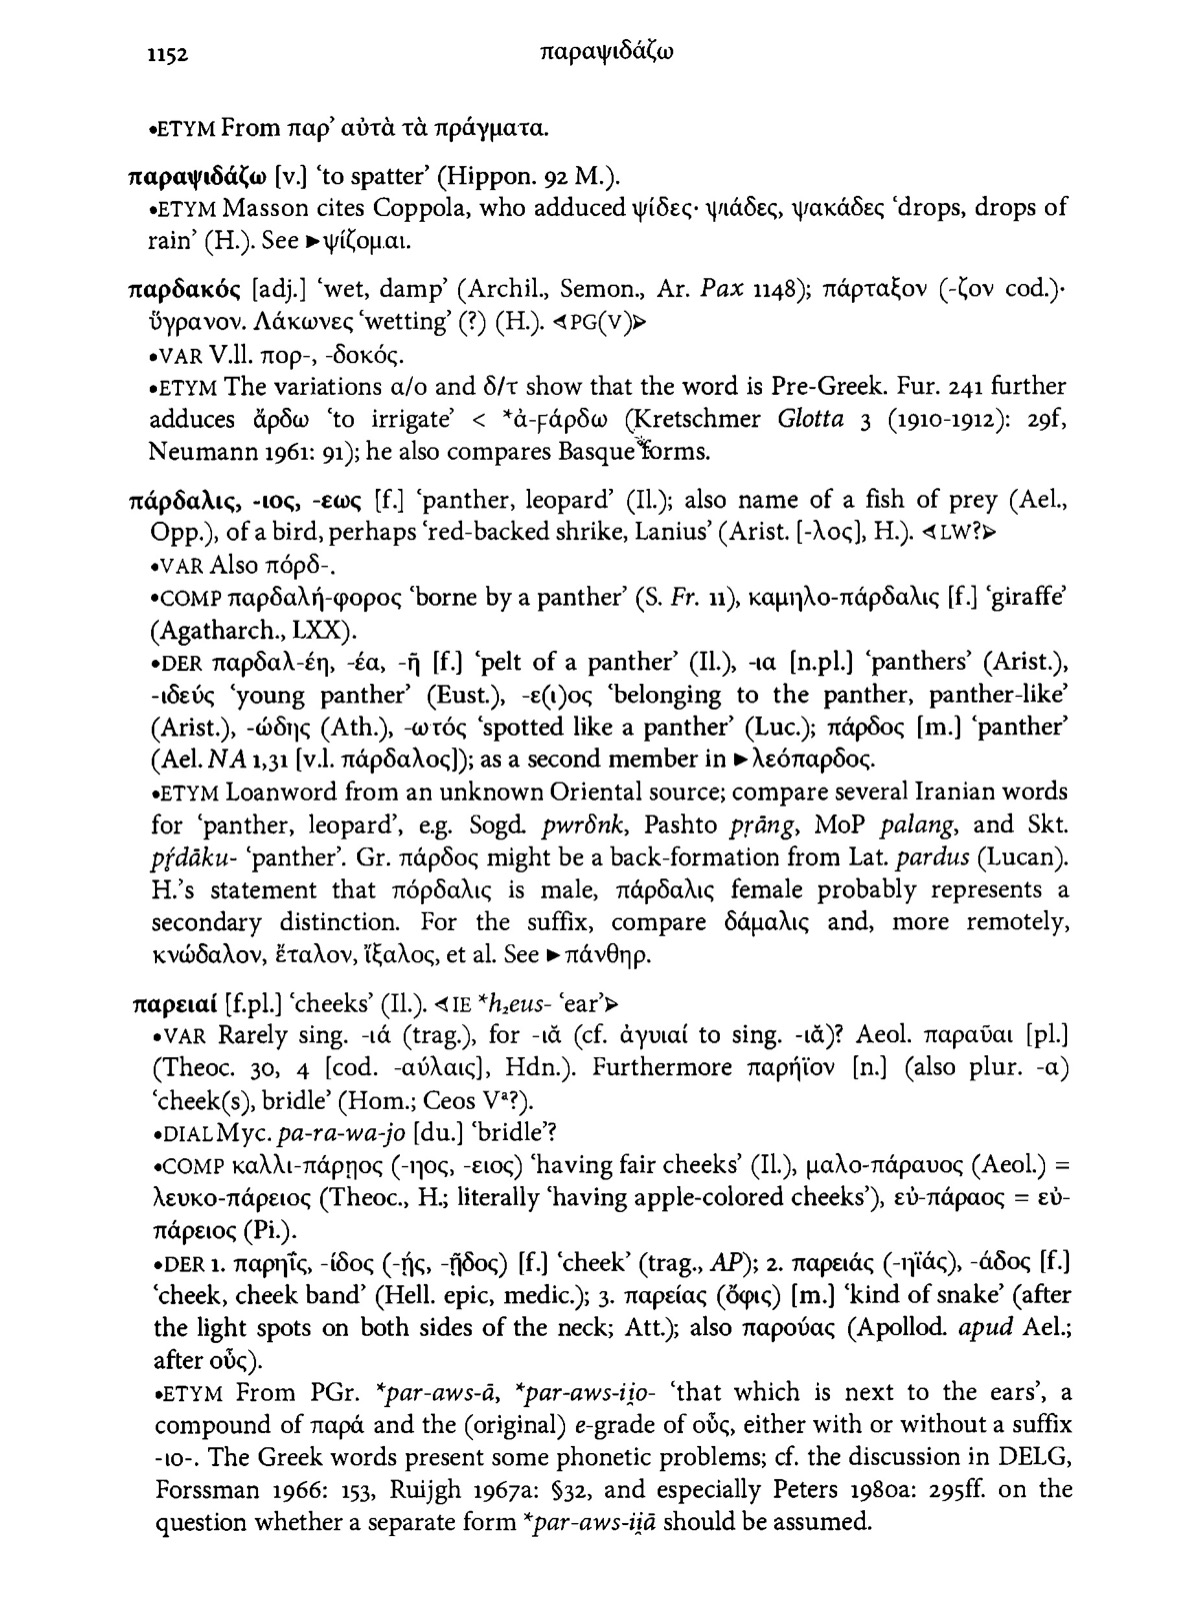 1152
παραψιδάζω
•ETYM From παρ’ αὐτὰ τὰ πράγματα.
παραψιδάζω [v.] ‘to spatter’ (Hippon. 92 M.).
•ETYM Masson cites Coppola, who adduced ψίδες· ψιάδες, ψακάδες ‘drops, drops of
rain’ (H.). See ►ψίζομαι.
παρδακός [adj.] ‘wet, damp’ (Archil., Semon., Ar. Pax 1148); πάρταξον (-ζον cod.)·
ὕγρανον. Λάκωνες ‘wetting’ (?) (H.). ⊲PG(V)⊳
•VAR V.ll. πορ-, -δοκός.
•ETYM The variations α/ο and δ/τ show that the word is Pre-Greek. Fur. 241 further
adduces ἄρδω ‘to irrigate’ < *ἀ-ϝάρδω (Kretschmer Glotta 3 (1910-1912): 29f,
Neumann 1961: 91); he also compares Basque forms.
πάρδαλις, -ιος, -εως [f.] ‘panther, leopard’ (Il.); also name of a fish of prey (Ael.,
Opp.), of a bird, perhaps ‘red-backed shrike, Lanius’ (Arist. [-λος], H.). ⊲LW?⊳
•VAR Also πόρδ-.
•COMP παρδαλή-φορος ‘borne by a panther’ (S. Fr. 11), καμηλο-πάρδαλις [f.] ‘giraffe’
(Agatharch., LXX).
•DER παρδαλ-έη, -έα, -ῆ [f.] ‘pelt of a panther’ (Il.), -ια [n.pl.] ‘panthers’ (Arist.),
-ιδεύς ‘young panther’ (Eust.), -ε(ι)ος ‘belonging to the panther, panther-like’
(Arist.), -ώδης (Ath.), -ωτός ‘spotted like a panther’ (Luc.); πάρδος [m.] ‘panther’
(Ael. NA 1,31 [v.l. πάρδαλος]); as a second member in ►λεόπαρδος.
•ETYM Loanword from an unknown Oriental source; compare several Iranian words
for ‘panther, leopard’, e.g. Sogd. pwrδnk, Pashto pṛāng, MoP palang, and Skt.
pṛ́dāku- ‘panther’. Gr. πάρδος might be a back-formation from Lat. pardus (Lucan).
H.’s statement that πόρδαλις is male, πάρδαλις female probably represents a
secondary distinction. For the suffix, compare δάμαλις and, more remotely,
κνώδαλον, ἔταλον, ἴξαλος, et al. See ►πάνθηρ.
παρειαί [f.pl.] ‘cheeks’ (Il.). ⊲IE *h₂eus- ‘ear’⊳
•VAR Rarely sing. -ιά (trag.), for -ιᾰ (cf. ἀγυιαί to sing. -ιᾰ)? Aeol. παραῦαι [pl.]
(Theoc. 30, 4 [cod. -αύλαις], Hdn.). Furthermore παρήϊον [n.] (also plur. -α)
‘cheek(s), bridle’ (Hom.; Ceos Vᵃ?).
•DIAL Myc. pa-ra-wa-jo [du.] ‘bridle’?
•COMP καλλι-πάρῃος (-ηος, -ειος) ‘having fair cheeks’ (Il.), μαλο-πάραυος (Aeol.) =
λευκο-πάρειος (Theoc., H.; literally ‘having apple-colored cheeks’), εὐ-πάραος = εὐ-
πάρειος (Pi.).
•DER 1. παρηΐς, -ίδος (-ῄς, -ῇδος) [f.] ‘cheek’ (trag., AP); 2. παρειάς (-ηϊάς), -άδος [f.]
‘cheek, cheek band’ (Hell. epic, medic.); 3. παρείας (ὄφις) [m.] ‘kind of snake’ (after
the light spots on both sides of the neck; Att.); also παρούας (Apollod. apud Ael.;
after οὖς).
•ETYM From PGr. *par-aws-ā, *par-aws-ii̯o- ‘that which is next to the ears’, a
compound of παρά and the (original) e-grade of οὖς, either with or without a suffix
-ιο-. The Greek words present some phonetic problems; cf. the discussion in DELG,
Forssman 1966: 153, Ruijgh 1967a: §32, and especially Peters 1980a: 295ff. on the
question whether a separate form *par-aws-ii̯ā should be assumed.